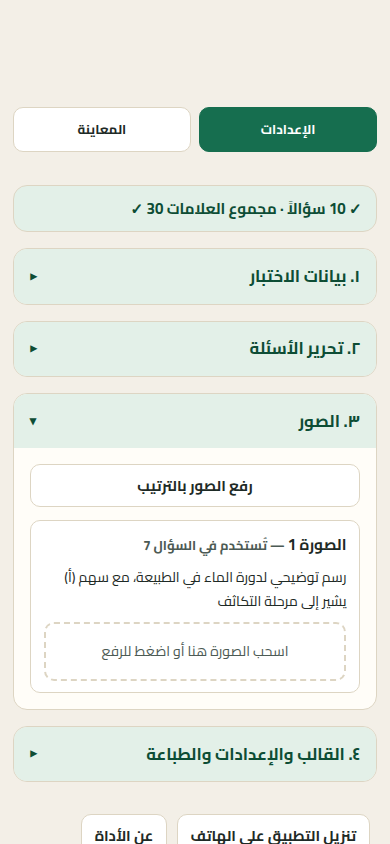 الإعدادات
المعاينة
✓ 10 سؤالاً · مجموع العلامات 30 ✓
١. بيانات الاختبار
٢. تحرير الأسئلة
٣. الصور
رفع الصور بالترتيب
الصورة 1 — تُستخدم في السؤال 7
رسم توضيحي لدورة الماء في الطبيعة، مع سهم (أ)
يشير إلى مرحلة التكاثف
اسحب الصورة هنا أو اضغط للرفع
٤. القالب والإعدادات والطباعة
تنزيل التطبيق على الهاتف
عن الأداة